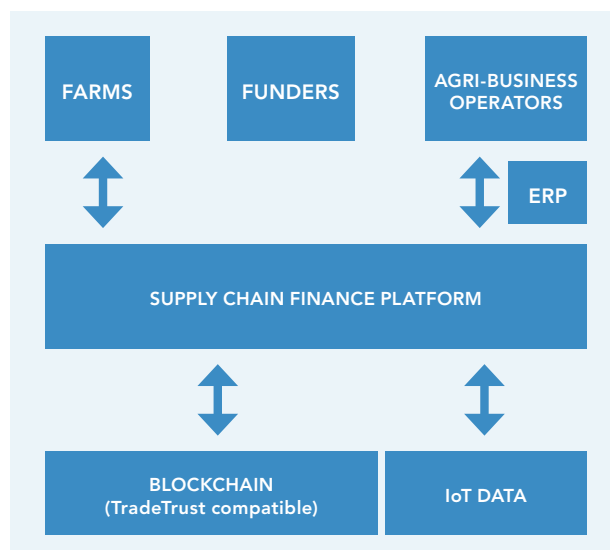 FARMS
FUNDERS
AGRI-BUSINESS
OPERATORS
ERP
SUPPLY CHAIN FINANCE PLATFORM
BLOCKCHAIN
(TradeTrust compatible)
IoT DATA